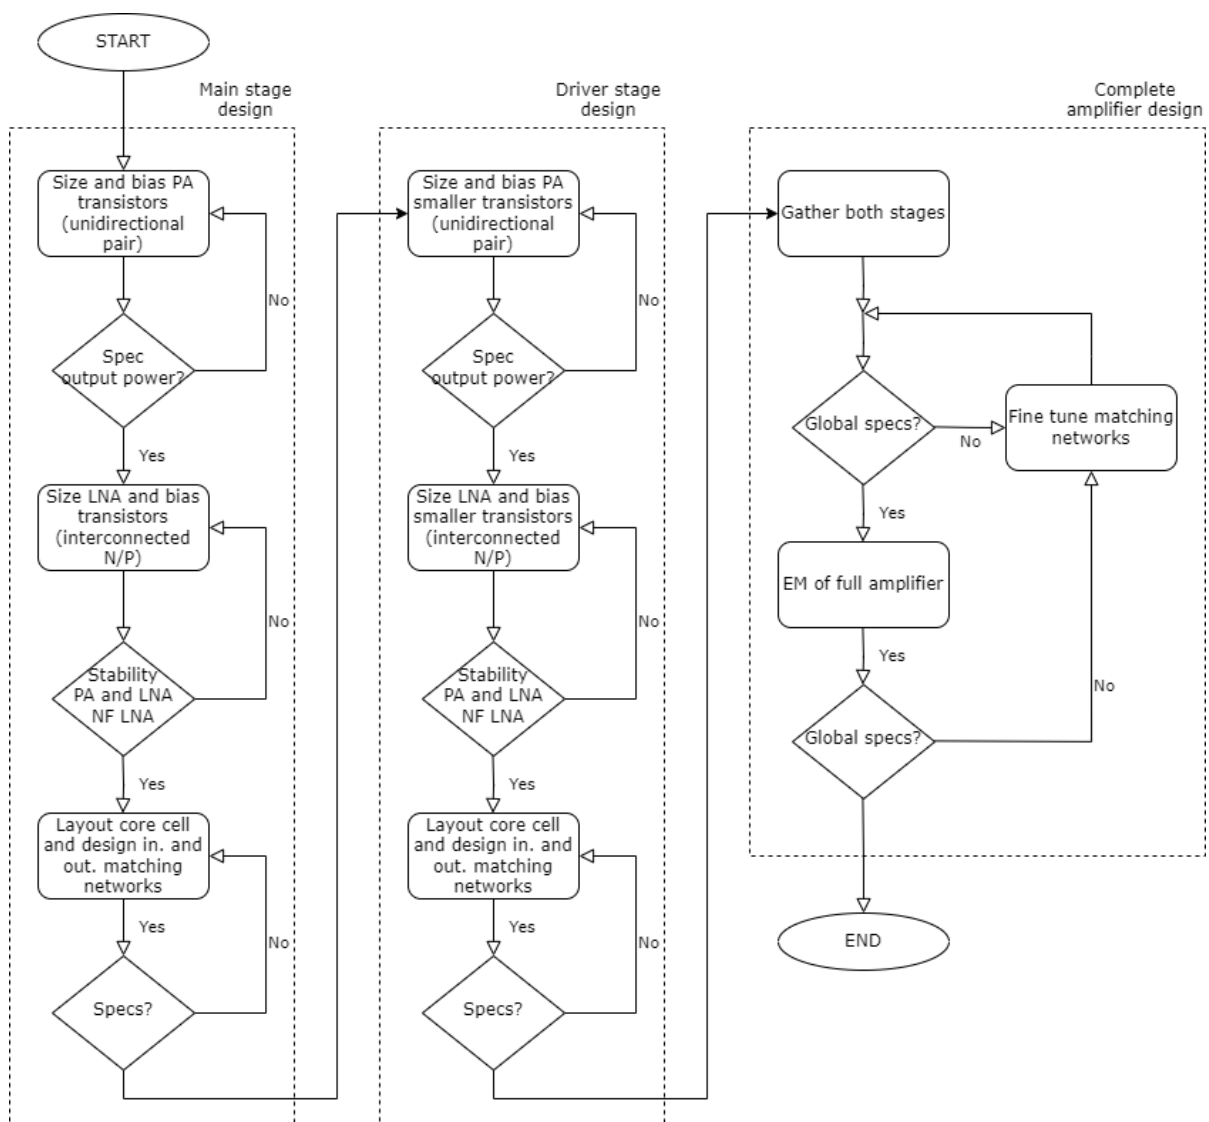 START
Main stage
design
Size and bias PA
transistors
(unidirectional
pair)
No
Spec
output power?
Yes
Size LNA and bias
transistors
(interconnected
N/P)
No
Stability
PA and LNA
NF LNA
Yes
Layout core cell
and design in. and
out. matching
networks
Yes
No
Specs?
Driver stage
design
Size and bias PA
smaller transistors
(unidirectional
pair)
No
Spec
output power?
Yes
Size LNA and bias
smaller transistors
(interconnected
N/P)
No
Stability
PA and LNA
NF LNA
Yes
Layout core cell
and design in. and
out. matching
networks
Yes
No
Specs?
Complete
amplifier design
Gather both stages
Global specs?
No
Fine tune matching
networks
Yes
EM of full amplifier
Yes
No
Global specs?
END